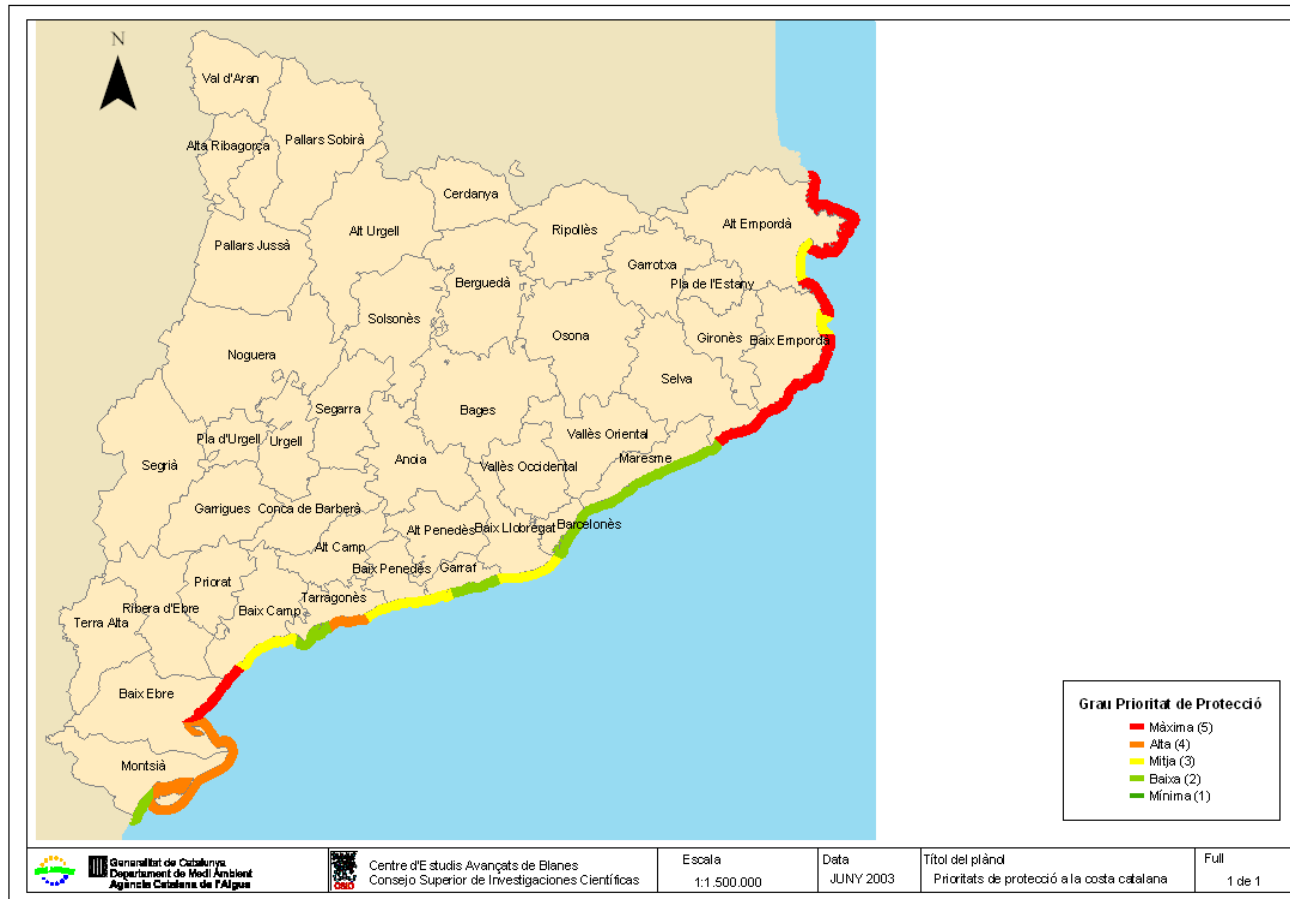 N
Val d'Aran
Alta Ribagorça
Pallars Sobirà
Cerdanya
Alt Urgell
Ripollès
Alt Empordà
Pallars Jussà
Garrotxa
Berguedà
Pla de l'Estany
Solsonès
Osona
Gironès
Baix Empordà
Noguera
Selva
Segarra
Bages
Vallès Oriental
Pla d'Urgell
Urgell
Segrià
Anoia
Vallès Occidental
Maresme
Garrigues
Conca de Barberà
Alt Penedès
Baix Llobregat
Barcelonès
Alt Camp
Baix Penedès
Garraf
Priorat
Tarragonès
Ribera d'Ebre
Baix Camp
Terra Alta
Baix Ebre
Montsià
Grau Prioritat de Protecció
Màxima (5)
Alta (4)
Mitja (3)
Baixa (2)
Mínima (1)
Generalitat de Catalunya
Departament de Medi Ambient
Agència Catalana de l'Aigua
CSIC
Centre d'Estudis Avançats de Blanes
Consejo Superior de Investigaciones Científicas
Escala
1:1.500.000
Data
JUNY 2003
Títol del plànol
Prioritats de protecció a la costa catalana
Full
1 de 1